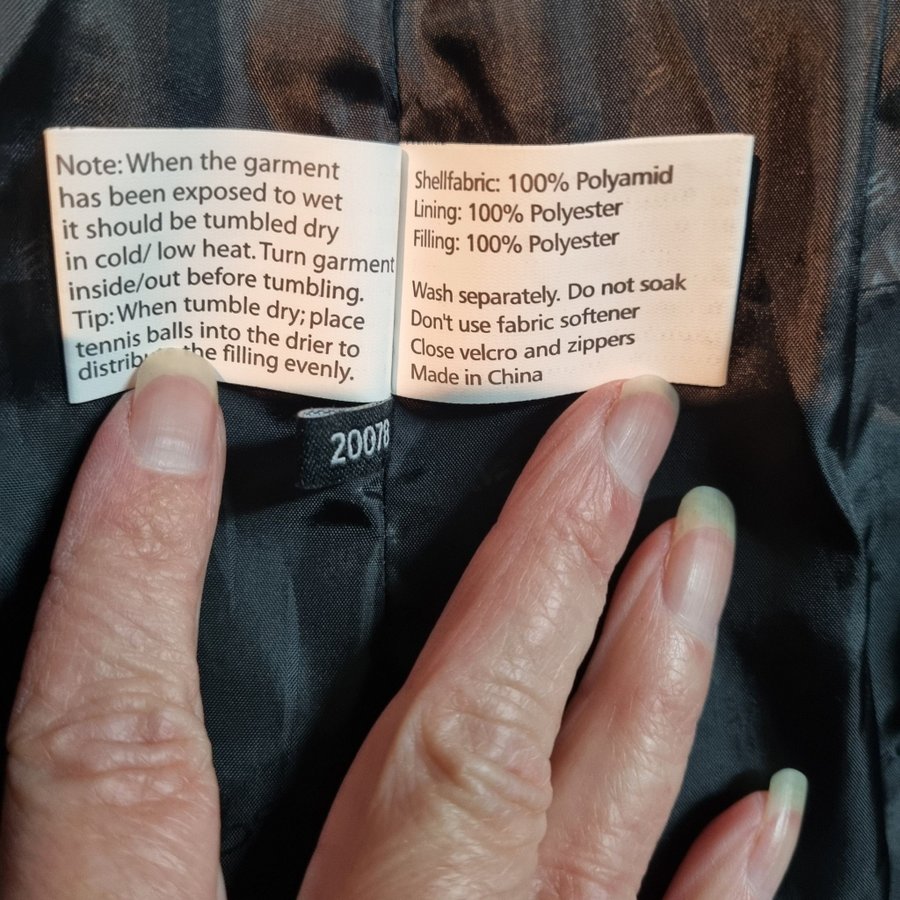 Note: When the garment
has been exposed to wet
it should be tumbled dry
in cold/ low heat. Turn garment
inside/out before tumbling.
Tip: When tumble dry; place
tennis balls into the drier to
the filling evenly.
Shellfabric: 100% Polyamid
Lining: 100% Polyester
Filling: 100% Polyester
Wash separately. Do not soak
Don't use fabric softener
Close velcro and zippers
Made in China
20078